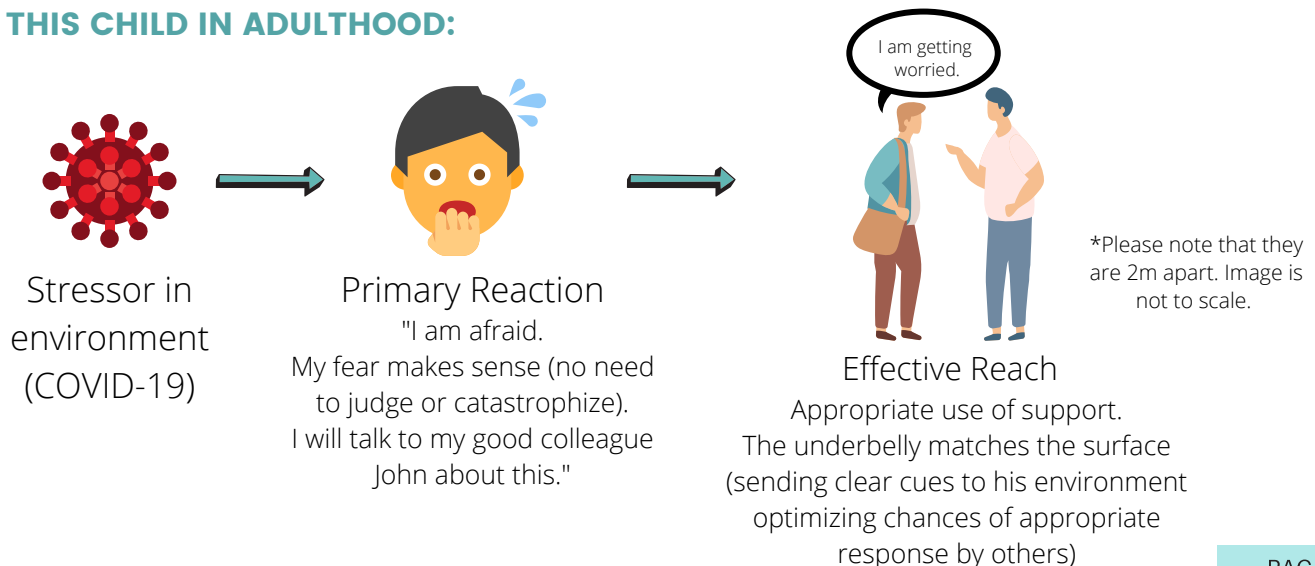 THIS CHILD IN ADULTHOOD:
I am getting
worried.
*Please note that they
are 2m apart. Image is
not to scale.
Stressor in
environment
(COVID-19)
Primary Reaction
"I am afraid.
My fear makes sense (no need
to judge or catastrophize).
I will talk to my good colleague
John about this."
Effective Reach
Appropriate use of support.
The underbelly matches the surface
(sending clear cues to his environment
optimizing chances of appropriate
response by others)